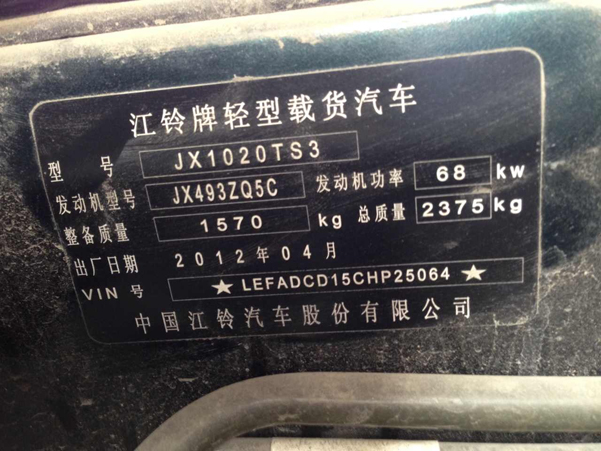 江铃牌轻型载货汽车
型号 JX1020TS3
发动机型号 JX493ZQ5C 发动机功率 68 kw
整备质量 1570 kg 总质量 2375 kg
出厂日期 2012年04月
VIN 号 ★ LEFADCD15CHP25064 ★
中国江铃汽车股份有限公司